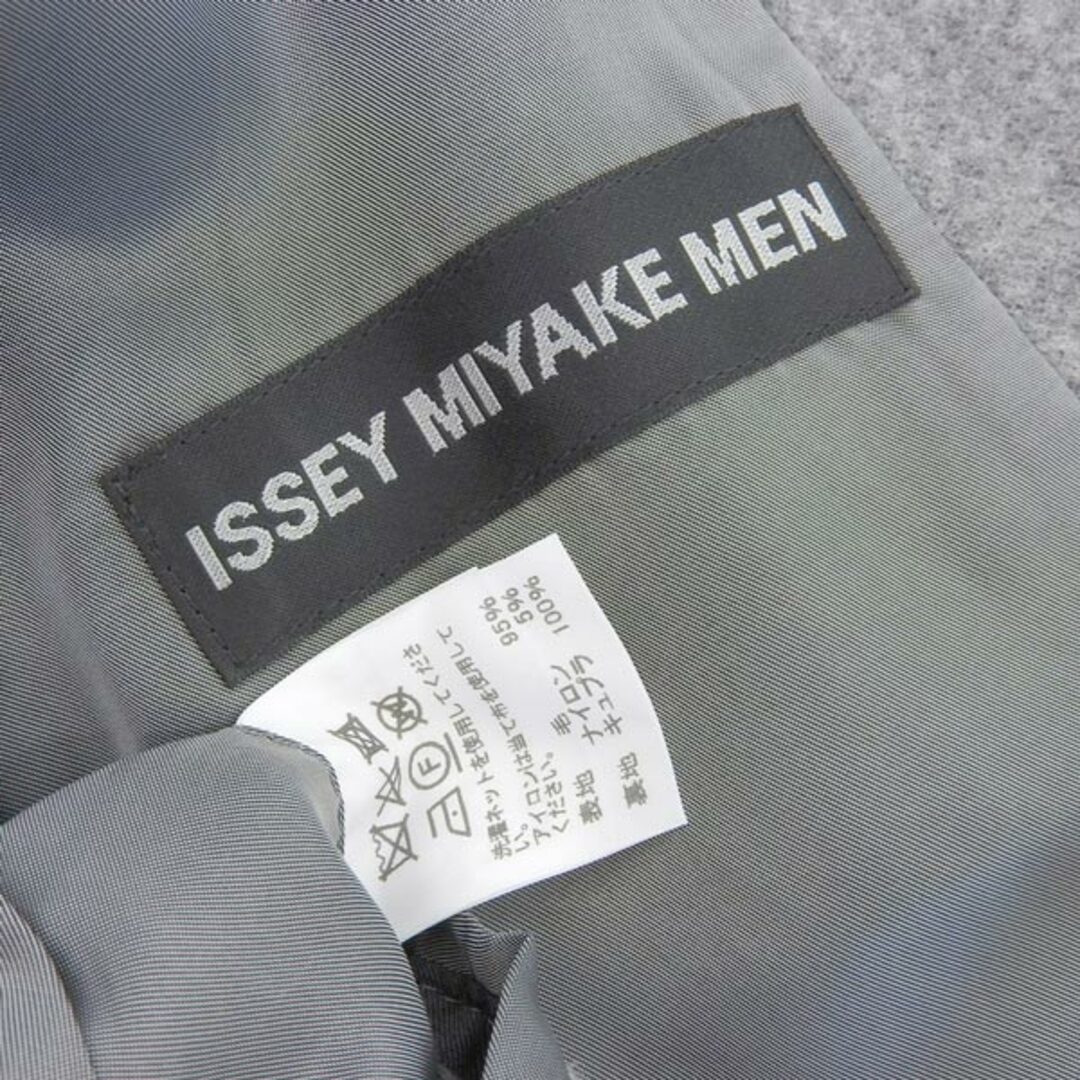 ISSEY MIYAKE MEN
F
洗濯ネットを使用してくださ
い。
アイロンは当て布を使用して
ください。
表地 毛 95%
ナイロン 5%
裏地 キュプラ 100%